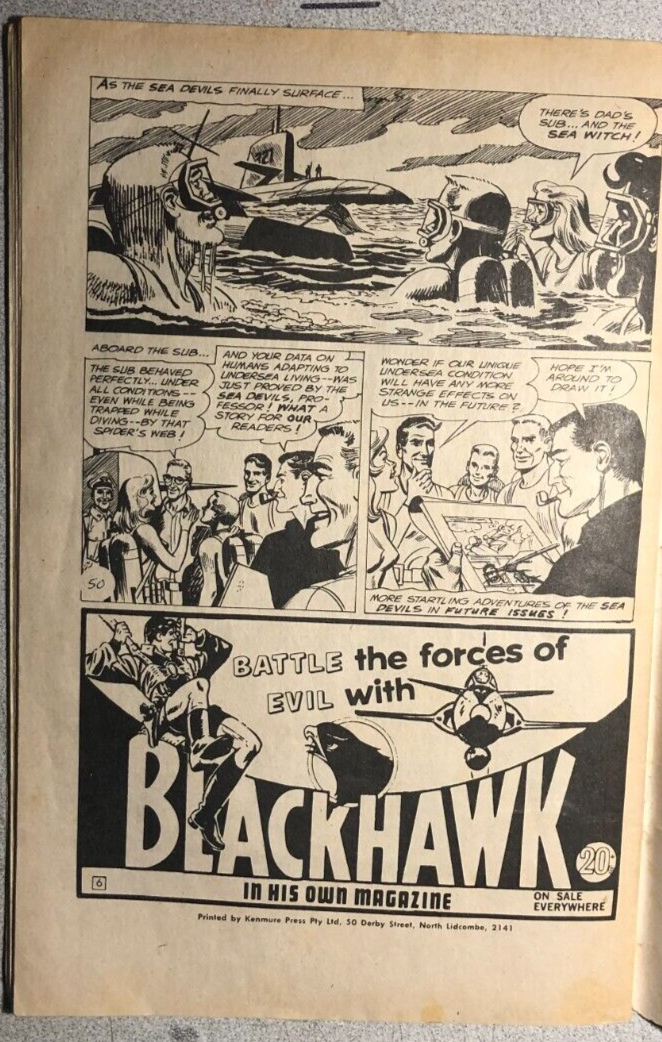 AS THE SEA DEVILS FINALLY SURFACE...
THERE'S DAD'S
SUB... AND THE
SEA WITCH!
721
ABOARD THE SUB...
THE SUB BEHAVED
PERFECTLY... UNDER
ALL CONDITIONS--
EVEN WHILE BEING
TRAPPED WHILE
DIVING--BY THAT
SPIDER'S WEB!
AND YOUR DATA ON
HUMANS ADAPTING TO
UNDERSEA LIVING--WAS
JUST PROVED BY THE
SEA DEVILS, PRO-
FESSOR! WHAT A
STORY FOR OUR
READERS!
50
WONDER IF OUR UNIQUE
UNDERSEA CONDITION
WILL HAVE ANY MORE
STRANGE EFFECTS ON
US--IN THE FUTURE?
HOPE I'M
AROUND TO
DRAW IT!
MORE STARTLING ADVENTURES OF THE SEA
DEVILS IN FUTURE ISSUES!
BATTLE the forces of
EVIL with
BLACKHAWK
20c
6
IN HIS OWN MAGAZINE
ON SALE
EVERYWHERE
Printed by Kenmure Press Pty Ltd, 50 Derby Street, North Lidcombe, 2141